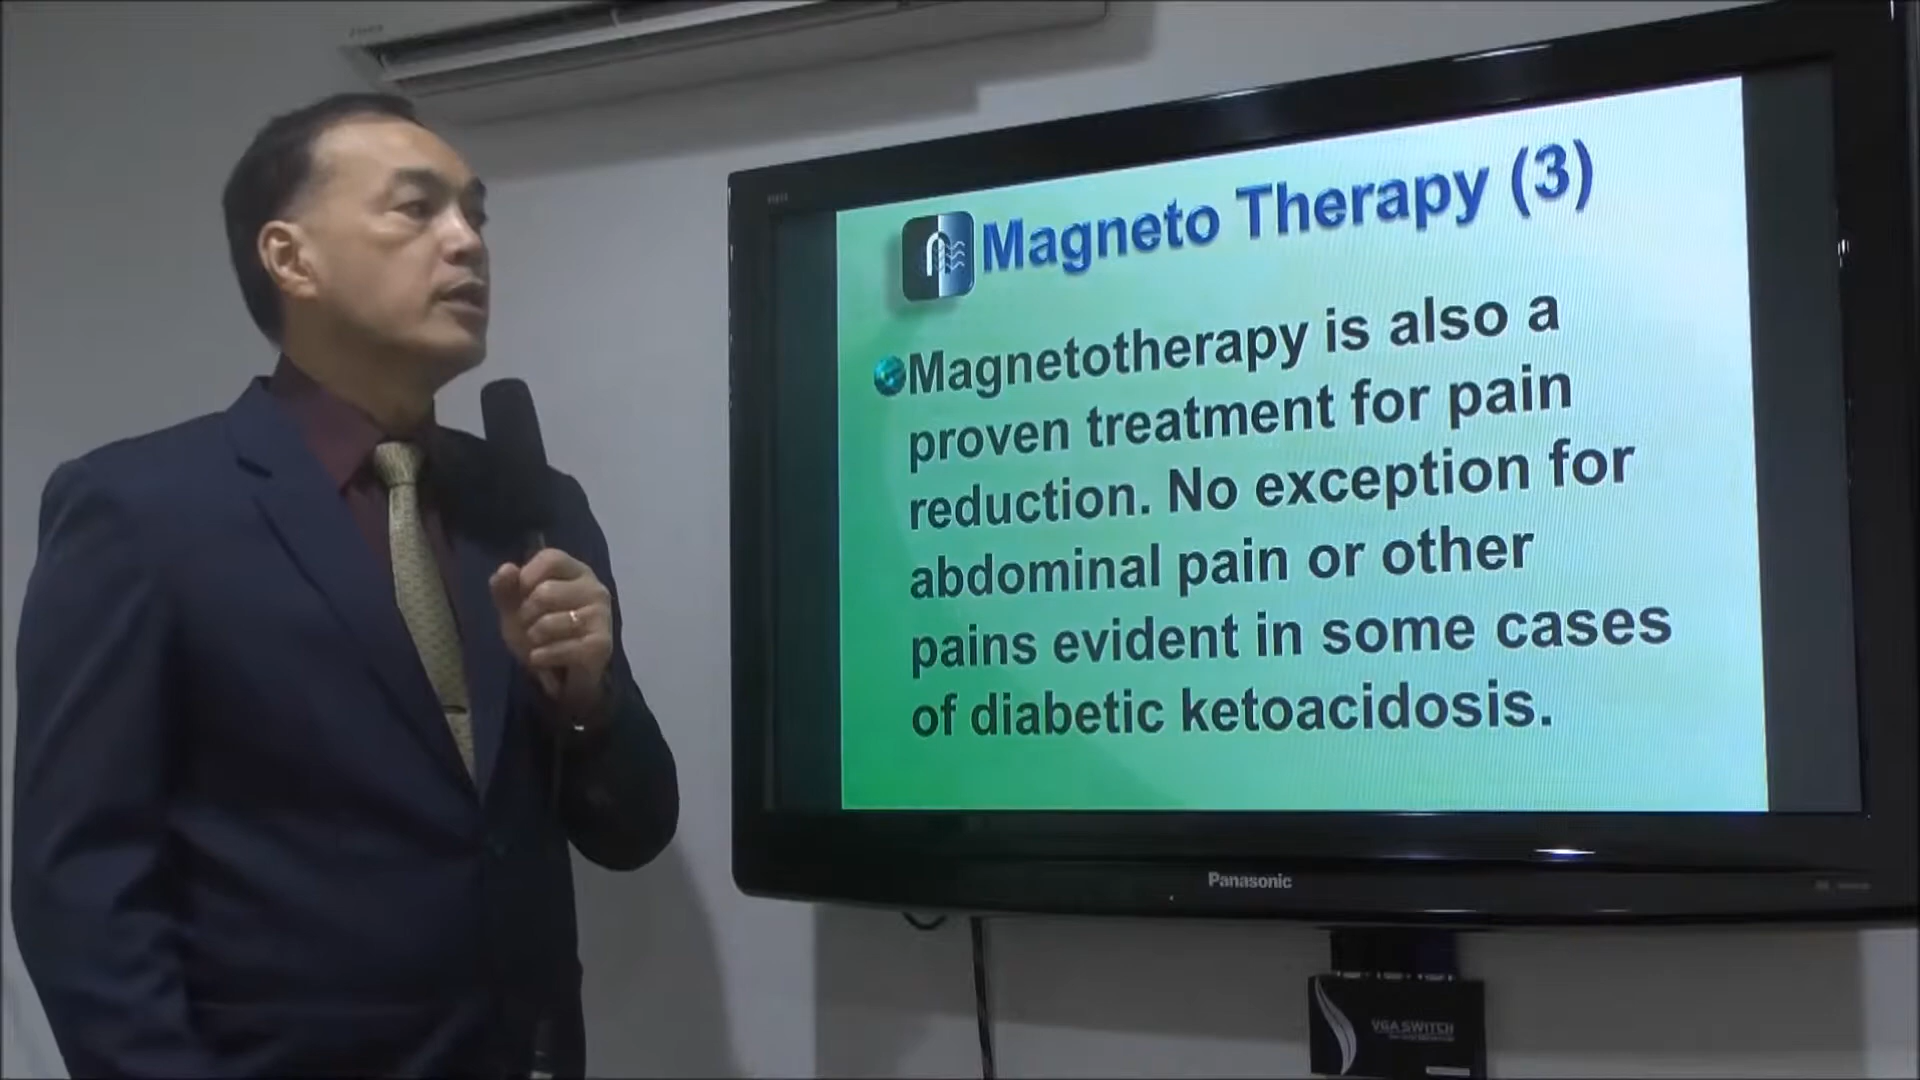 Magneto Therapy (3)
Magnetotherapy is also a
proven treatment for pain
reduction. No exception for
abdominal pain or other
pains evident in some cases
of diabetic ketoacidosis.
Panasonic
VGA SWITCH